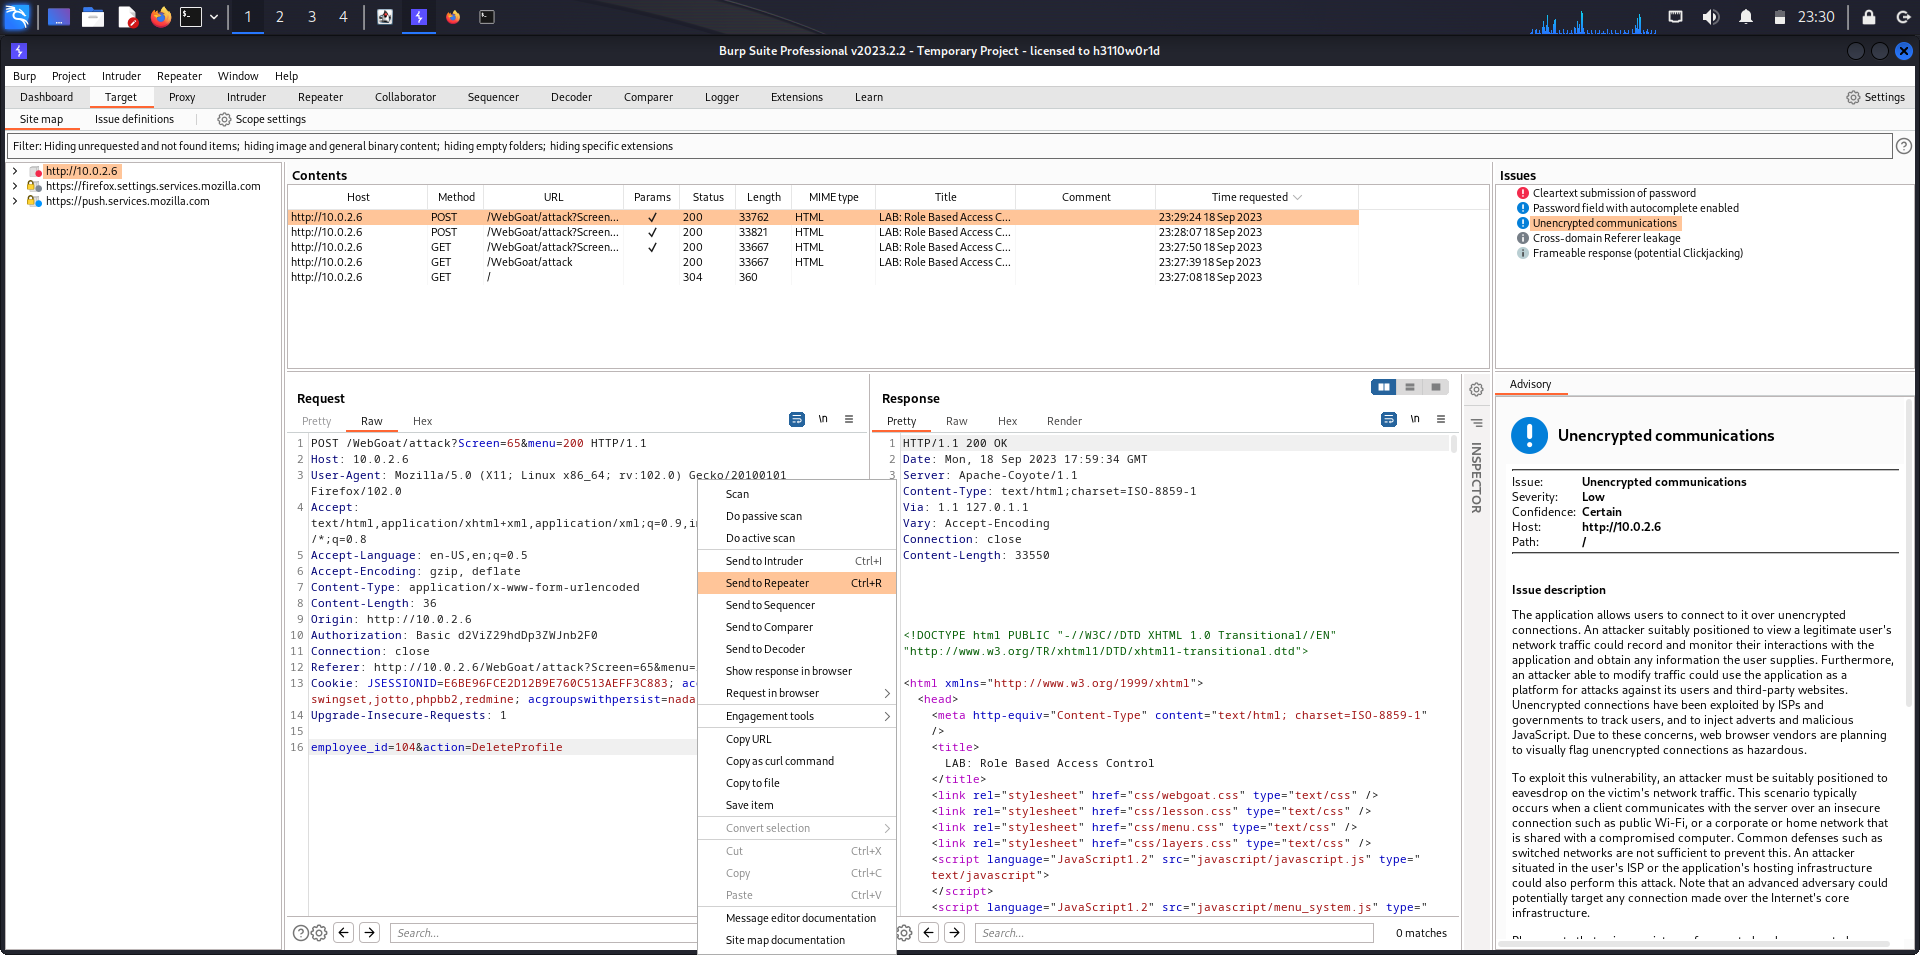 1 2 3 4 23:30
Burp Suite Professional v2023.2.2 - Temporary Project - licensed to h3110w0r1d
Burp Project Intruder Repeater Window Help
Dashboard Target Proxy Intruder Repeater Collaborator Sequencer Decoder Comparer Logger Extensions Learn Settings
Site map Issue definitions Scope settings
Filter: Hiding unrequested and not found items; hiding image and general binary content; hiding empty folders; hiding specific extensions
http://10.0.2.6
https://firefox.settings.services.mozilla.com
https://push.services.mozilla.com
Contents
Host Method URL Params Status Length MIME type Title Comment Time requested
http://10.0.2.6 POST /WebGoat/attack?Screen... ✓ 200 33762 HTML LAB: Role Based Access C... 23:29:24 18 Sep 2023
http://10.0.2.6 POST /WebGoat/attack?Screen... ✓ 200 33821 HTML LAB: Role Based Access C... 23:28:07 18 Sep 2023
http://10.0.2.6 GET /WebGoat/attack?Screen... ✓ 200 33667 HTML LAB: Role Based Access C... 23:27:50 18 Sep 2023
http://10.0.2.6 GET /WebGoat/attack 200 33667 HTML LAB: Role Based Access C... 23:27:39 18 Sep 2023
http://10.0.2.6 GET / 304 360 23:27:08 18 Sep 2023
Issues
Cleartext submission of password
Password field with autocomplete enabled
Unencrypted communications
Cross-domain Referer leakage
Frameable response (potential Clickjacking)
Request
Pretty Raw Hex \n
1 POST /WebGoat/attack?Screen=65&menu=200 HTTP/1.1
2 Host: 10.0.2.6
3 User-Agent: Mozilla/5.0 (X11; Linux x86_64; rv:102.0) Gecko/20100101
Firefox/102.0
4 Accept:
text/html,application/xhtml+xml,application/xml;q=0.9,i
/*;q=0.8
5 Accept-Language: en-US,en;q=0.5
6 Accept-Encoding: gzip, deflate
7 Content-Type: application/x-www-form-urlencoded
8 Content-Length: 36
9 Origin: http://10.0.2.6
10 Authorization: Basic d2ViZ29hdDp3ZWJnb2F0
11 Connection: close
12 Referer: http://10.0.2.6/WebGoat/attack?Screen=65&menu=
13 Cookie: JSESSIONID=E6BE96FCE2D12B9E760C513AEFF3C883; ac
swingset,jotto,phpbb2,redmine; acgroupswithpersist=nada
14 Upgrade-Insecure-Requests: 1
15
16 employee_id=104&action=DeleteProfile
Search...
Scan
Do passive scan
Do active scan
Send to Intruder Ctrl+I
Send to Repeater Ctrl+R
Send to Sequencer
Send to Comparer
Send to Decoder
Show response in browser
Request in browser
Engagement tools
Copy URL
Copy as curl command
Copy to file
Save item
Convert selection
Cut Ctrl+X
Copy Ctrl+C
Paste Ctrl+V
Message editor documentation
Site map documentation
Response
Pretty Raw Hex Render \n
1 HTTP/1.1 200 OK
2 Date: Mon, 18 Sep 2023 17:59:34 GMT
3 Server: Apache-Coyote/1.1
Content-Type: text/html;charset=ISO-8859-1
Via: 1.1 127.0.1.1
Vary: Accept-Encoding
Connection: close
Content-Length: 33550
<!DOCTYPE html PUBLIC "-//W3C//DTD XHTML 1.0 Transitional//EN"
"http://www.w3.org/TR/xhtml1/DTD/xhtml1-transitional.dtd">
<html xmlns="http://www.w3.org/1999/xhtml">
<head>
<meta http-equiv="Content-Type" content="text/html; charset=ISO-8859-1"
/>
<title>
LAB: Role Based Access Control
</title>
<link rel="stylesheet" href="css/webgoat.css" type="text/css" />
<link rel="stylesheet" href="css/lesson.css" type="text/css" />
<link rel="stylesheet" href="css/menu.css" type="text/css" />
<link rel="stylesheet" href="css/layers.css" type="text/css" />
<script language="JavaScript1.2" src="javascript/javascript.js" type="
text/javascript">
</script>
<script language="JavaScript1.2" src="javascript/menu_system.js" type="
Search... 0 matches
INSPECTOR
Advisory
Unencrypted communications
Issue: Unencrypted communications
Severity: Low
Confidence: Certain
Host: http://10.0.2.6
Path: /
Issue description
The application allows users to connect to it over unencrypted
connections. An attacker suitably positioned to view a legitimate user's
network traffic could record and monitor their interactions with the
application and obtain any information the user supplies. Furthermore,
an attacker able to modify traffic could use the application as a
platform for attacks against its users and third-party websites.
Unencrypted connections have been exploited by ISPs and
governments to track users, and to inject adverts and malicious
JavaScript. Due to these concerns, web browser vendors are planning
to visually flag unencrypted connections as hazardous.
To exploit this vulnerability, an attacker must be suitably positioned to
eavesdrop on the victim's network traffic. This scenario typically
occurs when a client communicates with the server over an insecure
connection such as public Wi-Fi, or a corporate or home network that
is shared with a compromised computer. Common defenses such as
switched networks are not sufficient to prevent this. An attacker
situated in the user's ISP or the application's hosting infrastructure
could also perform this attack. Note that an advanced adversary could
potentially target any connection made over the Internet's core
infrastructure.